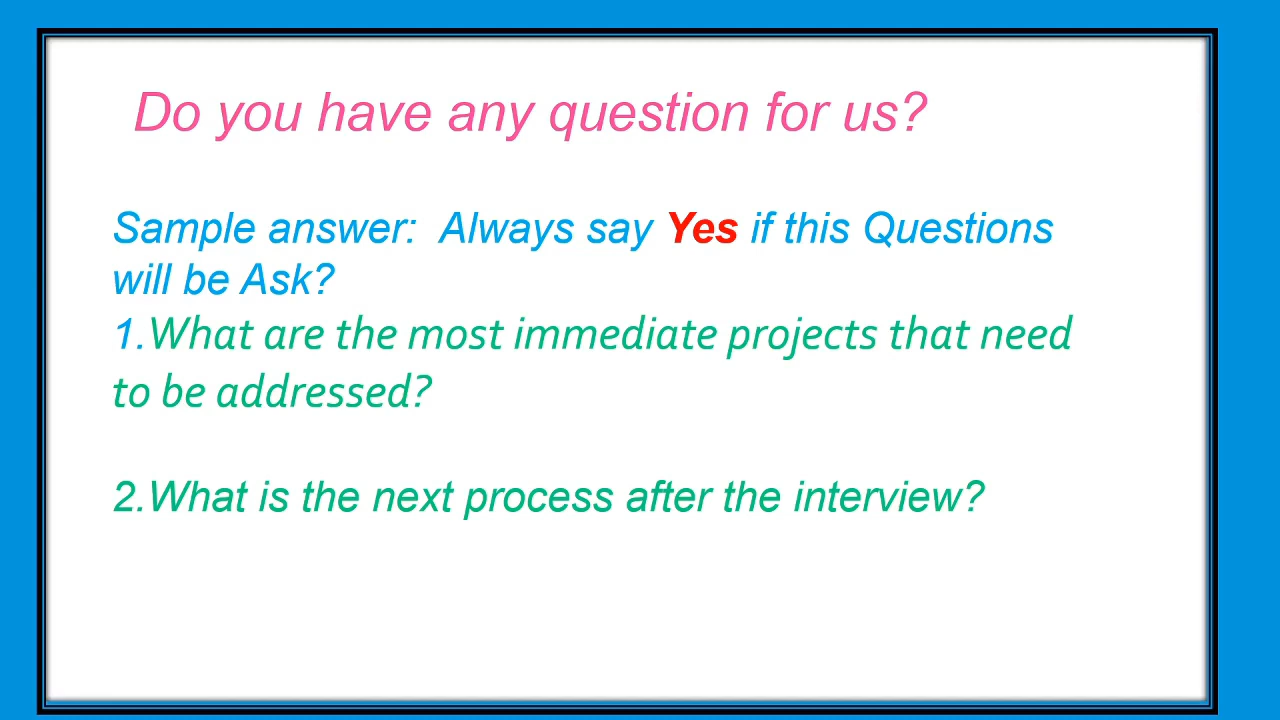 Do you have any question for us?
Sample answer:  Always say Yes if this Questions
will be Ask?
1.What are the most immediate projects that need
to be addressed?
2.What is the next process after the interview?